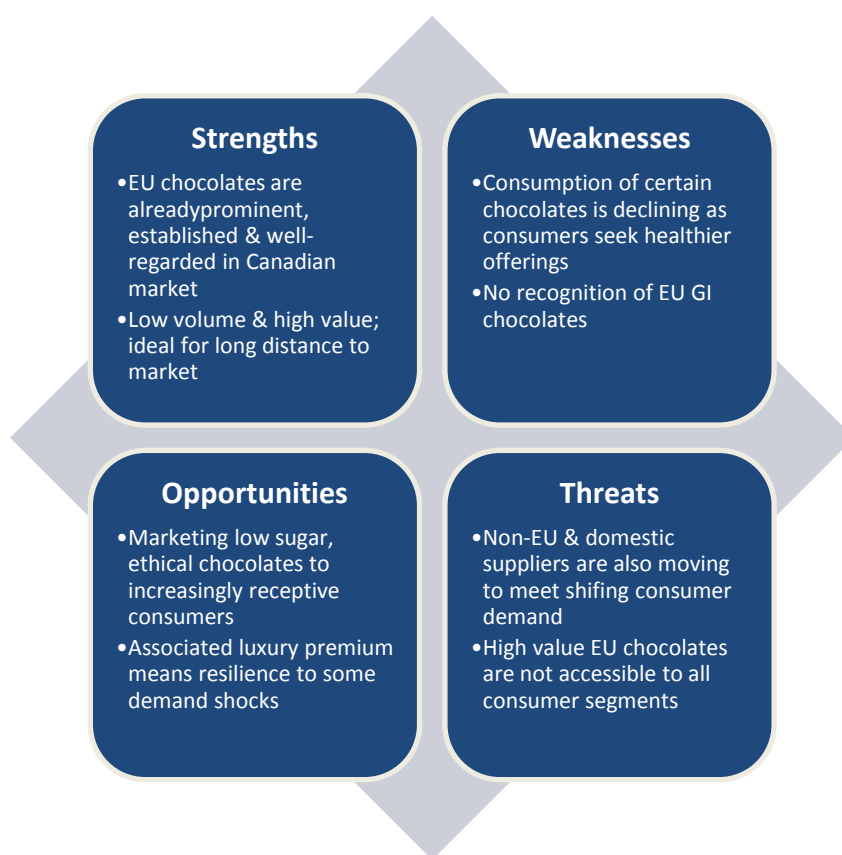 Strengths
•EU chocolates are
alreadyprominent,
established & well-
regarded in Canadian
market
•Low volume & high value;
ideal for long distance to
market
Weaknesses
•Consumption of certain
chocolates is declining as
consumers seek healthier
offerings
•No recognition of EU GI
chocolates
Opportunities
•Marketing low sugar,
ethical chocolates to
increasingly receptive
consumers
•Associated luxury premium
means resilience to some
demand shocks
Threats
•Non-EU & domestic
suppliers are also moving
to meet shifing consumer
demand
•High value EU chocolates
are not accessible to all
consumer segments